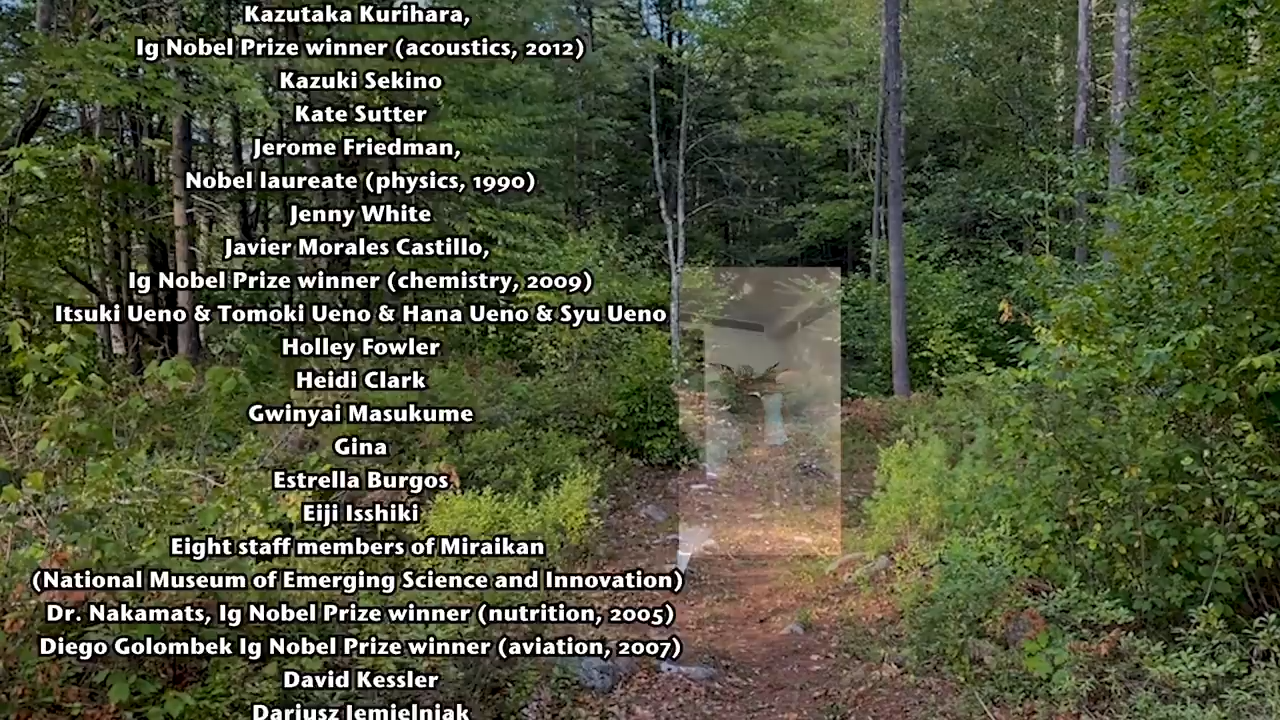 Kazutaka Kurihara,
Ig Nobel Prize winner (acoustics, 2012)
Kazuki Sekino
Kate Sutter
Jerome Friedman,
Nobel laureate (physics, 1990)
Jenny White
Javier Morales Castillo,
Ig Nobel Prize winner (chemistry, 2009)
Itsuki Ueno & Tomoki Ueno & Hana Ueno & Syu Ueno
Holley Fowler
Heidi Clark
Gwinyai Masukume
Gina
Estrella Burgos
Eiji Isshiki
Eight staff members of Miraikan
(National Museum of Emerging Science and Innovation)
Dr. Nakamats, Ig Nobel Prize winner (nutrition, 2005)
Diego Golombek Ig Nobel Prize winner (aviation, 2007)
David Kessler
Dariusz Jemielniak